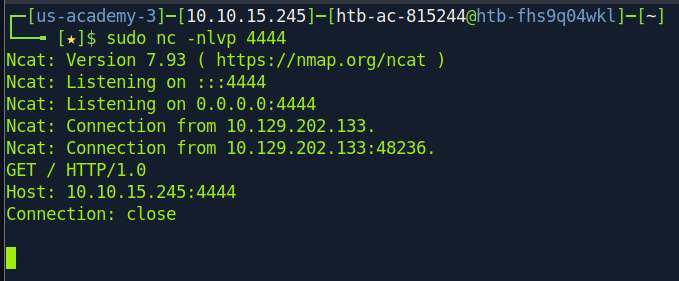 ┌─[us-academy-3]─[10.10.15.245]─[htb-ac-815244@htb-fhs9q04wkl]─[~]
└──╼ [★]$ sudo nc -nlvp 4444
Ncat: Version 7.93 ( https://nmap.org/ncat )
Ncat: Listening on :::4444
Ncat: Listening on 0.0.0.0:4444
Ncat: Connection from 10.129.202.133.
Ncat: Connection from 10.129.202.133:48236.
GET / HTTP/1.0
Host: 10.10.15.245:4444
Connection: close